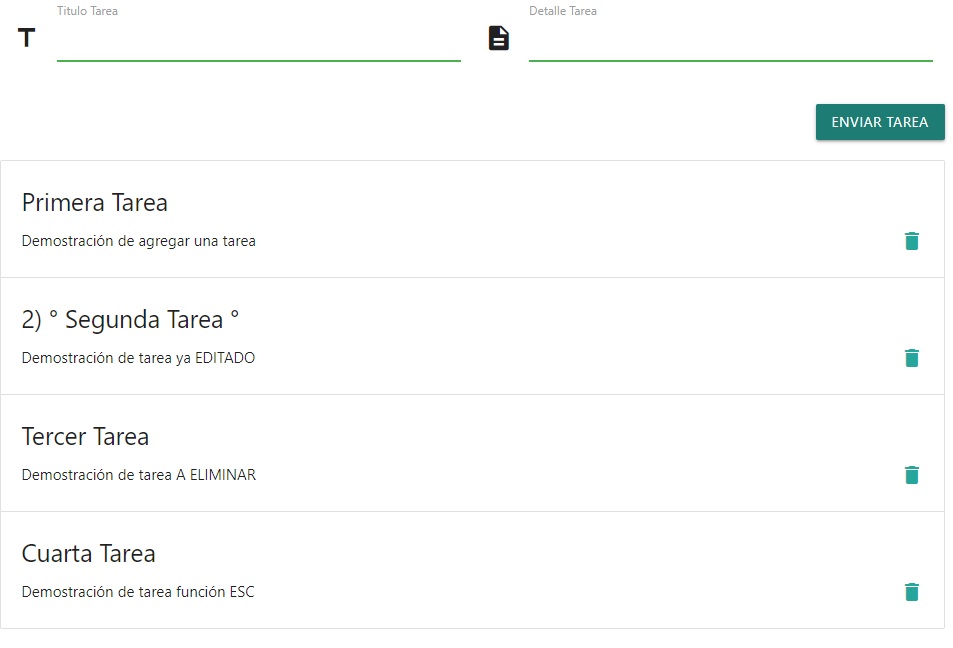 Titulo Tarea
Detalle Tarea
ENVIAR TAREA
Primera Tarea
Demostración de agregar una tarea
2) ° Segunda Tarea °
Demostración de tarea ya EDITADO
Tercer Tarea
Demostración de tarea A ELIMINAR
Cuarta Tarea
Demostración de tarea función ESC